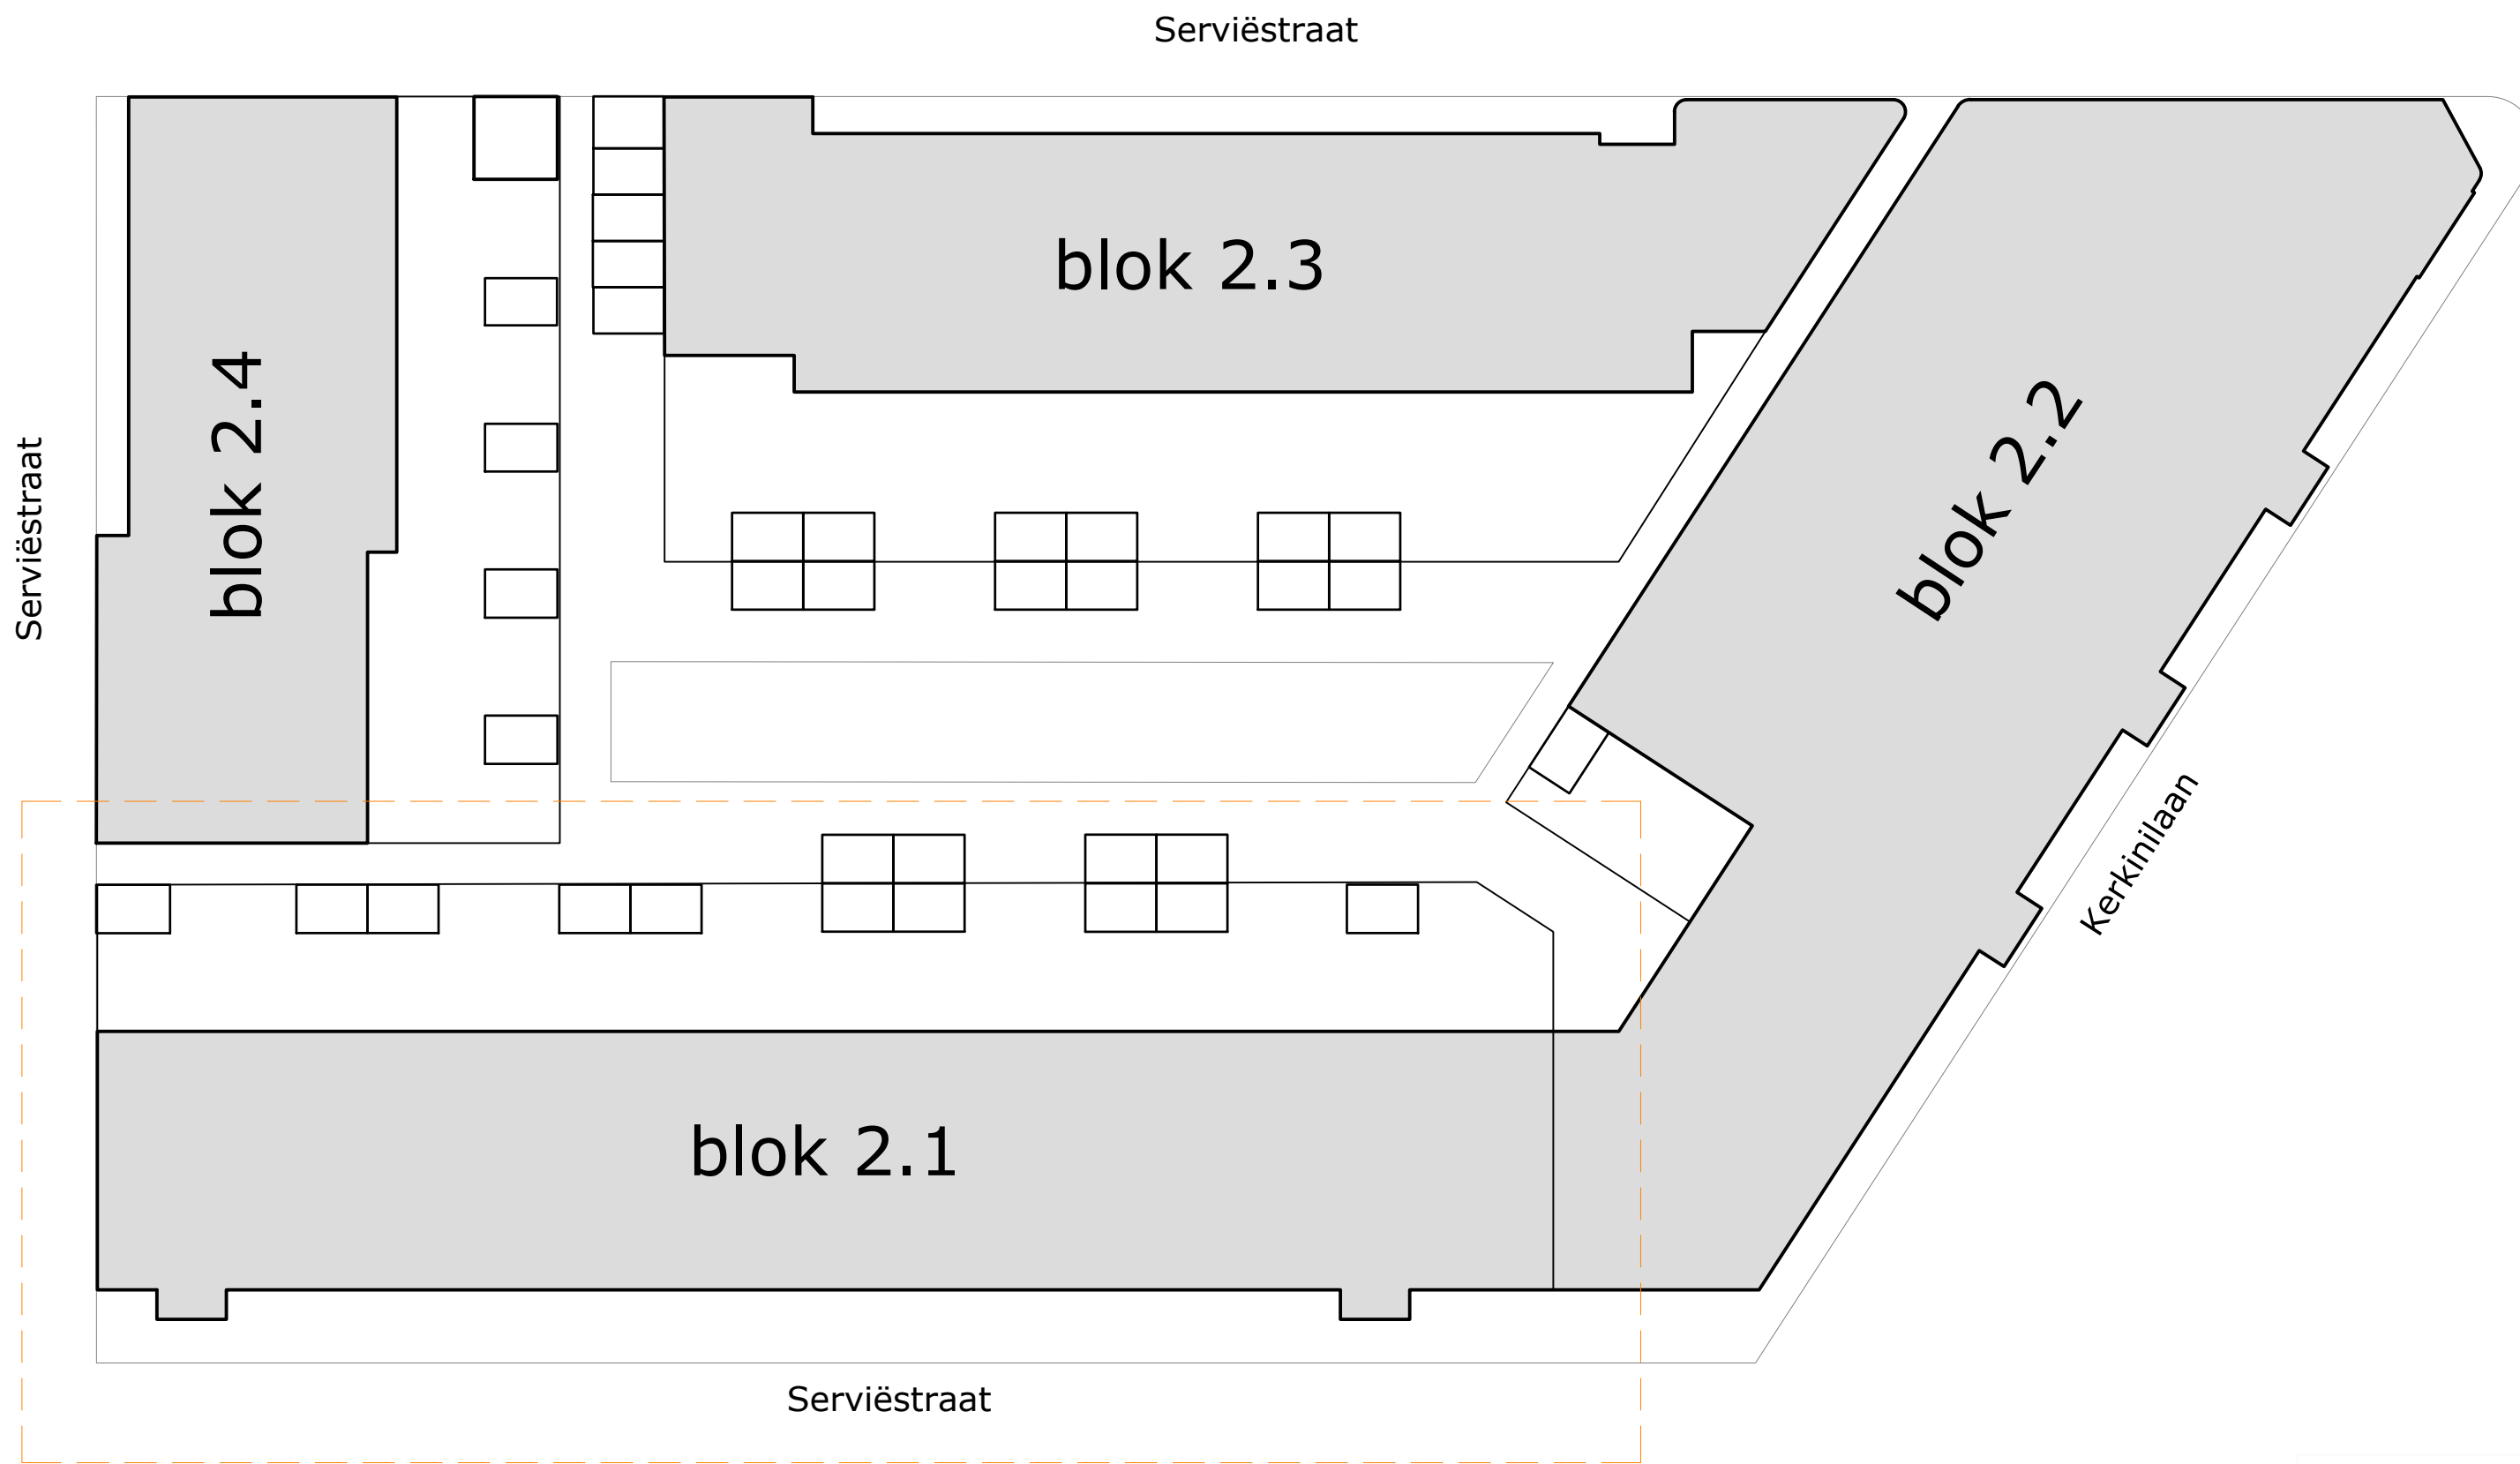 Serviëstraat
blok 2.3
blok 2.4
Serviëstraat
blok 2.2
Kerkinilaan
blok 2.1
Serviëstraat